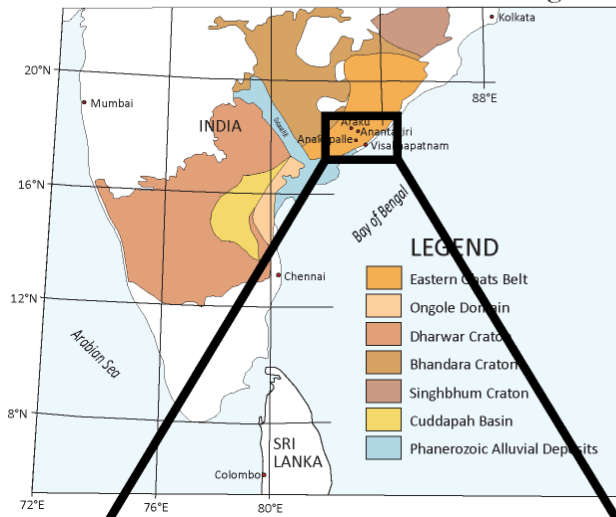 Kolkata
20°N
88°E
Mumbai
INDIA
Godavari
Araku
Anantagiri
Visakhapatnam
16°N
Bay of Bengal
LEGEND
Eastern Ghats Belt
Chennai
Ongole Domain
12°N
Dharwar Craton
Arabian Sea
Bhandara Craton
Singhbhum Craton
8°N
Cuddapah Basin
SRI
LANKA
Phanerozoic Alluvial Deposits
Colombo
72°E
76°E
80°E